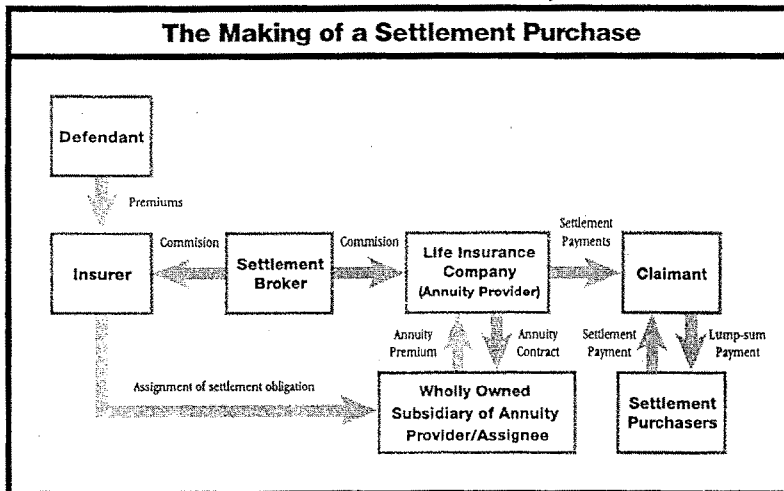 The Making of a Settlement Purchase
Defendant
Premiums
Insurer
Commision
Settlement
Broker
Commision
Life Insurance
Company
(Annuity Provider)
Settlement
Payments
Claimant
Annuity
Premium
Annuity
Contract
Settlement
Payment
Lump-sum
Payment
Assignment of settlement obligation
Wholly Owned
Subsidiary of Annuity
Provider/Assignee
Settlement
Purchasers